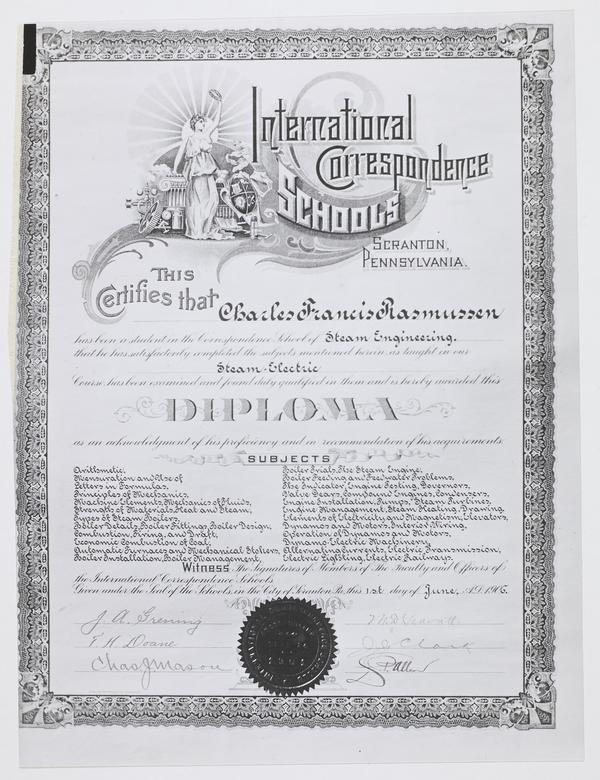 International
Correspondence
Schools
Scranton,
Pennsylvania.
This
Certifies that Charles Francis Rasmussen
has been a student in the Correspondence School of Steam Engineering.
that he has satisfactorily completed the subjects mentioned herein, as taught in our
Steam-Electric
Course, has been examined and found duly qualified in them and is hereby awarded this
DIPLOMA
as an acknowledgment of his proficiency and in recommendation of his acquirements.
SUBJECTS
Arithmetic;
Mensuration and Use of
Letters in Formulas,
Principles of Mechanics,
Machine Elements, Mechanics of Fluids,
Strength of Materials, Heat and Steam,
Types of Steam Boilers,
Boiler Details, Boiler Fittings, Boiler Design,
Combustion, Firing, and Draft,
Economic Combustion of Coal,
Automatic Furnaces and Mechanical Stokers,
Boiler Installation, Boiler Management,
Boiler Trials, The Steam Engine,
Boiler Feeding and Feedwater Problems,
The Indicator, Engine Testing, Governors,
Valve Gears, Compound Engines, Condensers,
Engine Installation, Pumps, Steam Turbines,
Engine Management, Steam Heating, Drawing,
Elements of Electricity and Magnetism, Elevators,
Dynamos and Motors, Interior Wiring,
Operation of Dynamos and Motors,
Dynamo-Electric Machinery,
Alternating Currents, Electric Transmission,
Electric Lighting, Electric Railways.
Witness the Signatures of Members of the Faculty and Officers of
the International Correspondence Schools.
Given under the Seal of the Schools, in the City of Scranton Pa. this 1st day of June, A.D. 1906.
J. A. Grening
F. H. Doane
Chas. J. Mason
Clark